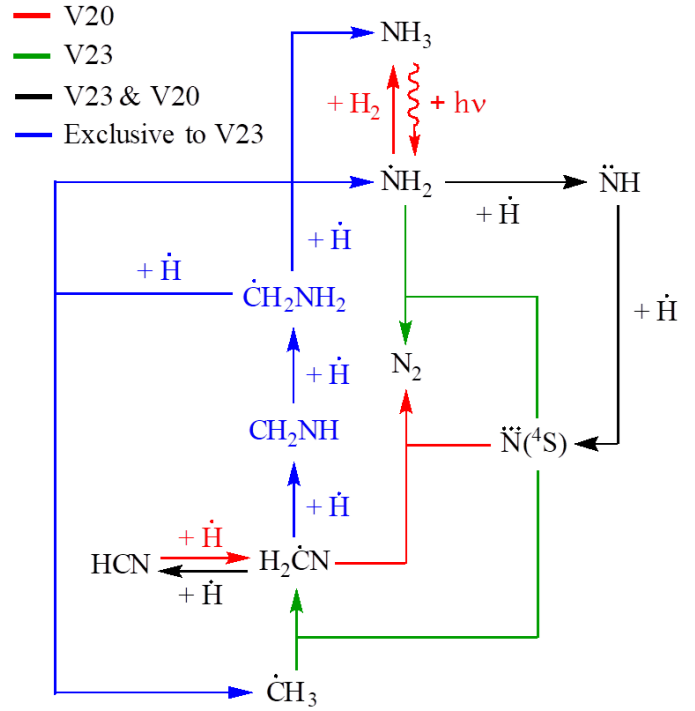 V20
V23
V23 & V20
Exclusive to V23
NH₃
+ H₂
+ hν
ṄH₂
N̈H
+ Ḣ
+ Ḣ
+ Ḣ
+ Ḣ
ĊH₂NH₂
+ Ḣ
N₂
CH₂NH
N⃛(⁴S)
+ Ḣ
+ Ḣ
HCN
H₂ĊN
+ Ḣ
ĊH₃